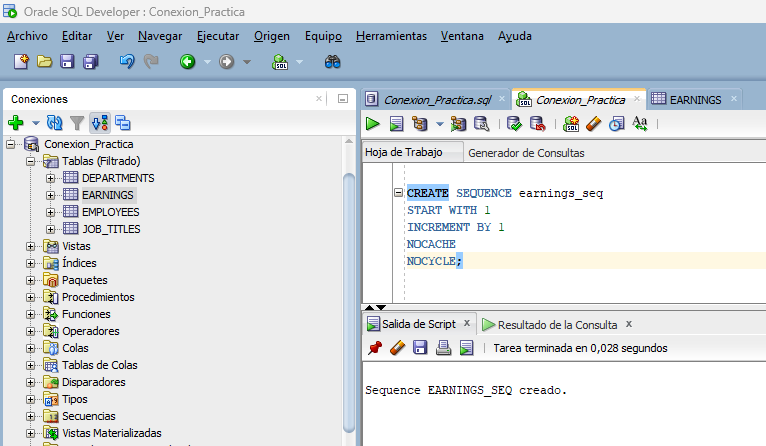 Oracle SQL Developer : Conexion_Practica
Archivo Editar Ver Navegar Ejecutar Origen Equipo Herramientas Ventana Ayuda
SQL
Conexiones
Conexion_Practica
Tablas (Filtrado)
DEPARTMENTS
EARNINGS
EMPLOYEES
JOB_TITLES
Vistas
Índices
Paquetes
Procedimientos
Funciones
Operadores
Colas
Tablas de Colas
Disparadores
Tipos
Secuencias
Vistas Materializadas
Conexion_Practica.sql
Conexion_Practica
EARNINGS
Hoja de Trabajo Generador de Consultas
CREATE SEQUENCE earnings_seq
START WITH 1
INCREMENT BY 1
NOCACHE
NOCYCLE;
Salida de Script x Resultado de la Consulta x
Tarea terminada en 0,028 segundos
Sequence EARNINGS_SEQ creado.